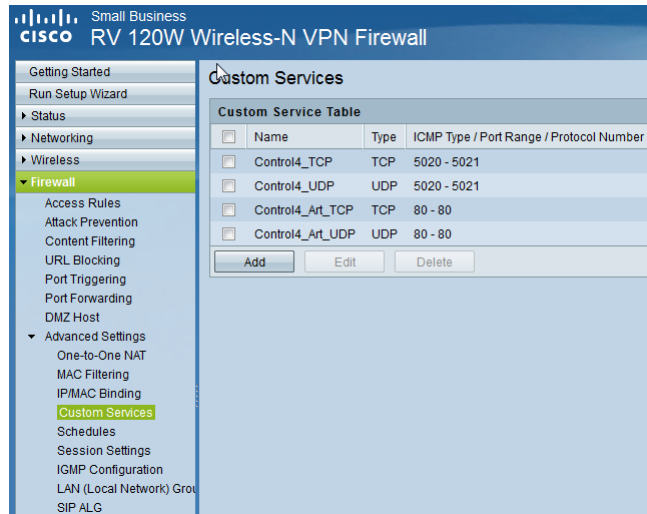 Small Business
CISCO RV 120W Wireless-N VPN Firewall
Getting Started
Run Setup Wizard
Status
Networking
Wireless
Firewall
Access Rules
Attack Prevention
Content Filtering
URL Blocking
Port Triggering
Port Forwarding
DMZ Host
Advanced Settings
One-to-One NAT
MAC Filtering
IP/MAC Binding
Custom Services
Schedules
Session Settings
IGMP Configuration
LAN (Local Network) Grou
SIP ALG
Custom Services
Custom Service Table
Name Type ICMP Type / Port Range / Protocol Number
Control4_TCP TCP 5020 - 5021
Control4_UDP UDP 5020 - 5021
Control4_Art_TCP TCP 80 - 80
Control4_Art_UDP UDP 80 - 80
Add Edit Delete